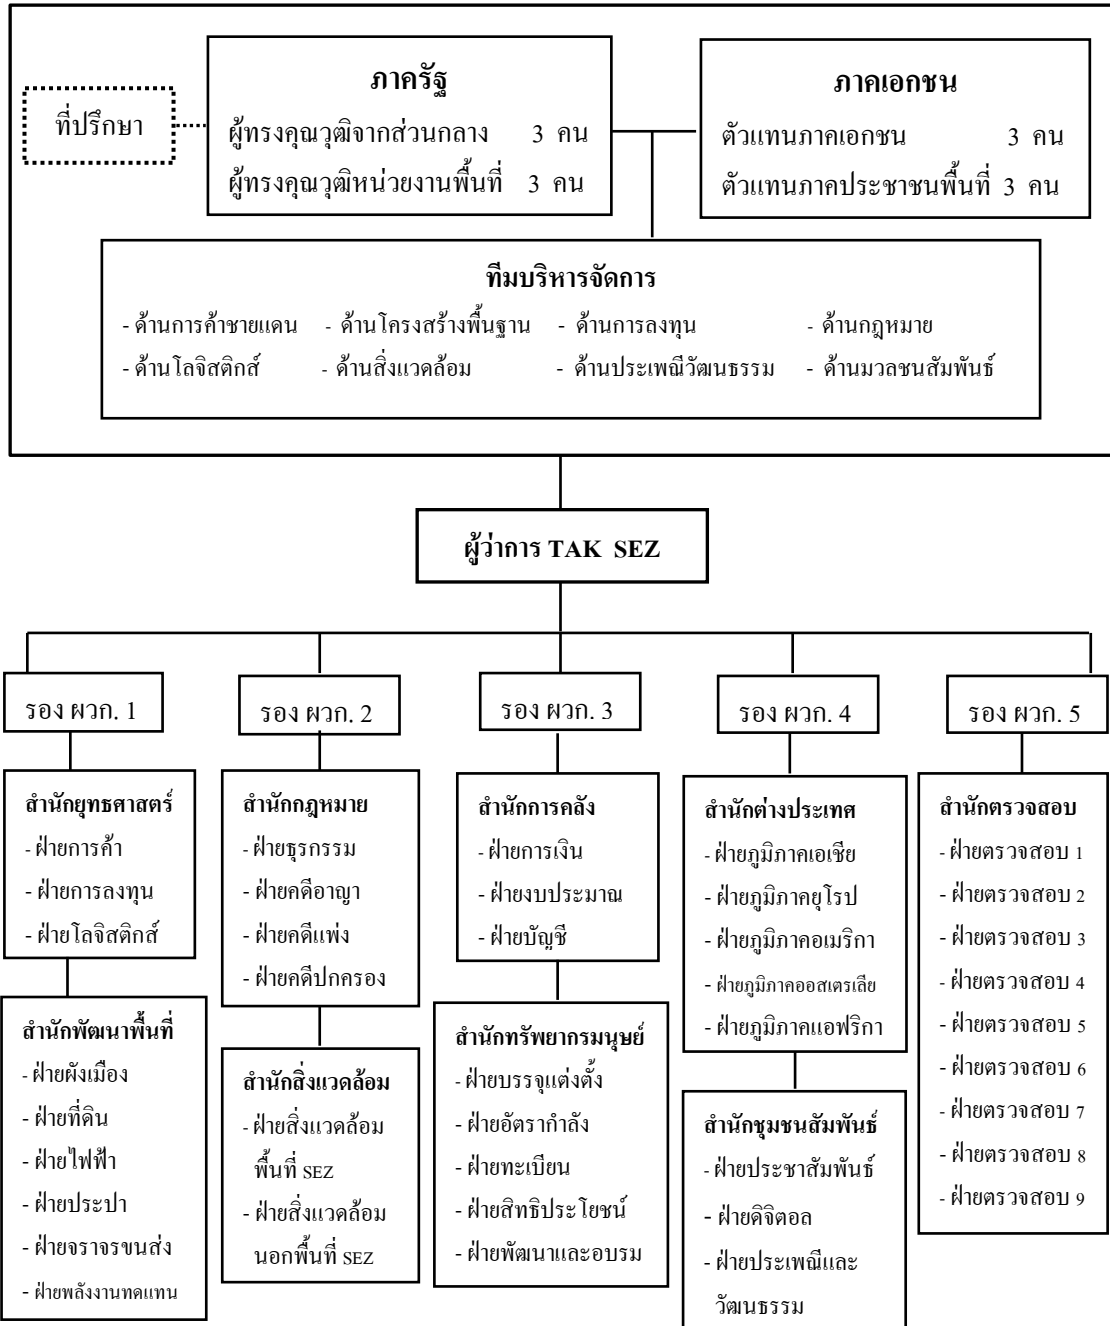 ภาครัฐ
ผู้ทรงคุณวุฒิจากส่วนกลาง 3 คน
ผู้ทรงคุณวุฒิหน่วยงานพื้นที่ 3 คน
ที่ปรึกษา
ภาคเอกชน
ตัวแทนภาคเอกชน 3 คน
ตัวแทนภาคประชาชนพื้นที่ 3 คน
ทีมบริหารจัดการ
- ด้านการค้าชายแดน - ด้านโครงสร้างพื้นฐาน - ด้านการลงทุน - ด้านกฎหมาย
- ด้านโลจิสติกส์ - ด้านสิ่งแวดล้อม - ด้านประเพณีวัฒนธรรม - ด้านมวลชนสัมพันธ์
ผู้ว่าการ TAK SEZ
รอง ผวก. 1
สำนักยุทธศาสตร์
- ฝ่ายการค้า
- ฝ่ายการลงทุน
- ฝ่ายโลจิสติกส์
สำนักพัฒนาพื้นที่
- ฝ่ายผังเมือง
- ฝ่ายที่ดิน
- ฝ่ายไฟฟ้า
- ฝ่ายประปา
- ฝ่ายจราจรขนส่ง
- ฝ่ายพลังงานทดแทน
รอง ผวก. 2
สำนักกฎหมาย
- ฝ่ายธุรกรรม
- ฝ่ายคดีอาญา
- ฝ่ายคดีแพ่ง
- ฝ่ายคดีปกครอง
สำนักสิ่งแวดล้อม
- ฝ่ายสิ่งแวดล้อม
พื้นที่ SEZ
- ฝ่ายสิ่งแวดล้อม
นอกพื้นที่ SEZ
รอง ผวก. 3
สำนักการคลัง
- ฝ่ายการเงิน
- ฝ่ายงบประมาณ
- ฝ่ายบัญชี
สำนักทรัพยากรมนุษย์
- ฝ่ายบรรจุแต่งตั้ง
- ฝ่ายอัตรากำลัง
- ฝ่ายทะเบียน
- ฝ่ายสิทธิประโยชน์
- ฝ่ายพัฒนาและอบรม
รอง ผวก. 4
สำนักต่างประเทศ
- ฝ่ายภูมิภาคเอเชีย
- ฝ่ายภูมิภาคยุโรป
- ฝ่ายภูมิภาคอเมริกา
- ฝ่ายภูมิภาคออสเตรเลีย
- ฝ่ายภูมิภาคแอฟริกา
สำนักชุมชนสัมพันธ์
- ฝ่ายประชาสัมพันธ์
- ฝ่ายดิจิตอล
- ฝ่ายประเพณีและ
วัฒนธรรม
รอง ผวก. 5
สำนักตรวจสอบ
- ฝ่ายตรวจสอบ 1
- ฝ่ายตรวจสอบ 2
- ฝ่ายตรวจสอบ 3
- ฝ่ายตรวจสอบ 4
- ฝ่ายตรวจสอบ 5
- ฝ่ายตรวจสอบ 6
- ฝ่ายตรวจสอบ 7
- ฝ่ายตรวจสอบ 8
- ฝ่ายตรวจสอบ 9